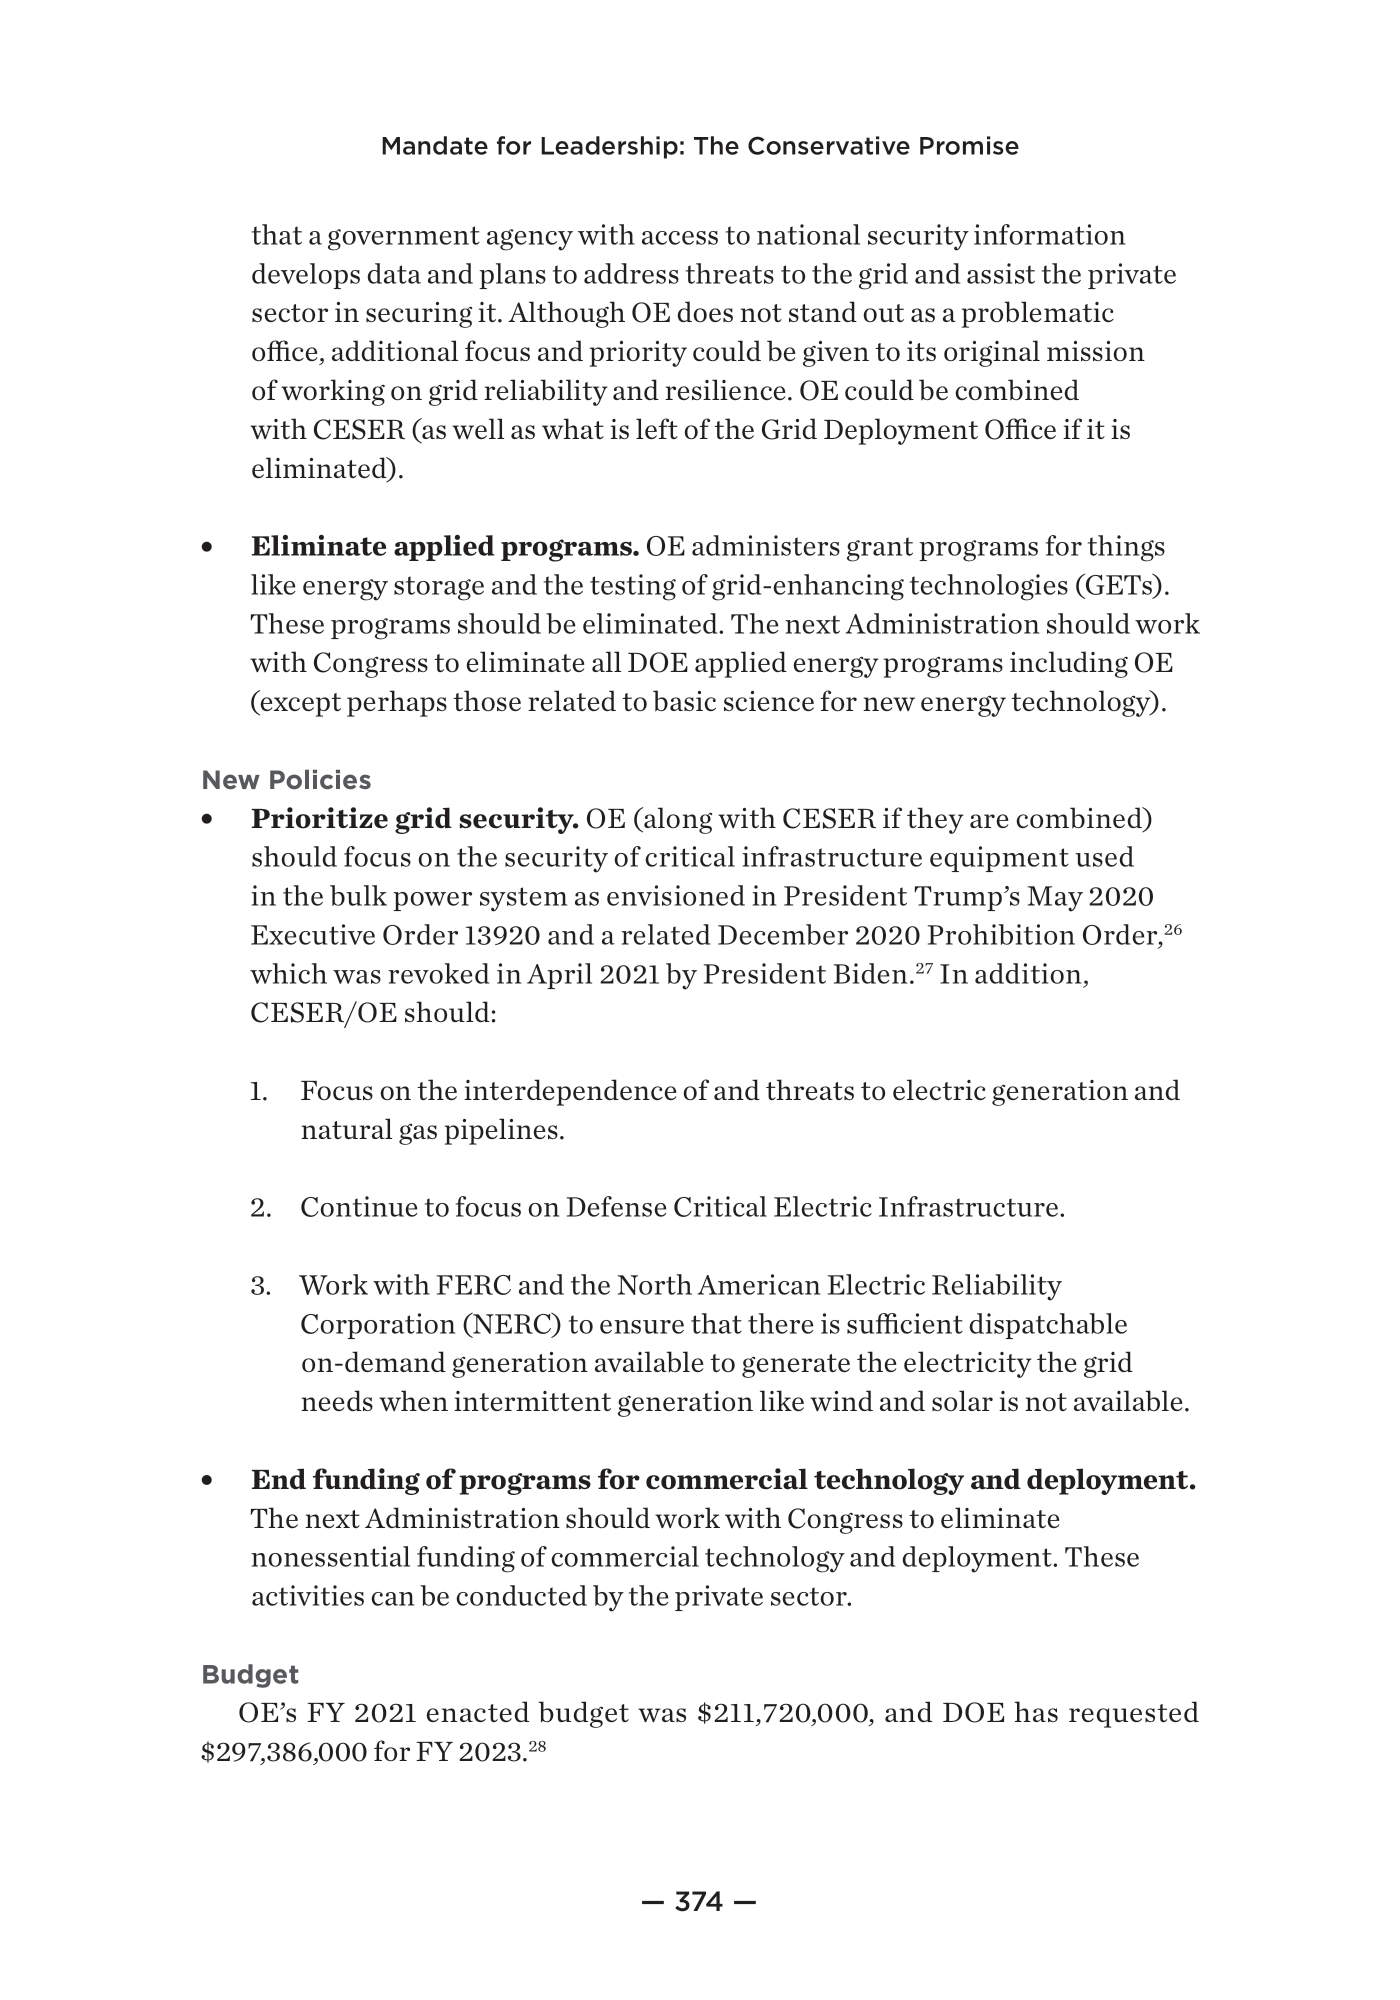 Mandate for Leadership: The Conservative Promise
that a government agency with access to national security information
develops data and plans to address threats to the grid and assist the private
sector in securing it. Although OE does not stand out as a problematic
office, additional focus and priority could be given to its original mission
of working on grid reliability and resilience. OE could be combined
with CESER (as well as what is left of the Grid Deployment Office if it is
eliminated).
• Eliminate applied programs. OE administers grant programs for things
like energy storage and the testing of grid-enhancing technologies (GETs).
These programs should be eliminated. The next Administration should work
with Congress to eliminate all DOE applied energy programs including OE
(except perhaps those related to basic science for new energy technology).
New Policies
• Prioritize grid security. OE (along with CESER if they are combined)
should focus on the security of critical infrastructure equipment used
in the bulk power system as envisioned in President Trump’s May 2020
Executive Order 13920 and a related December 2020 Prohibition Order,26
which was revoked in April 2021 by President Biden.27 In addition,
CESER/OE should:
1. Focus on the interdependence of and threats to electric generation and
natural gas pipelines.
2. Continue to focus on Defense Critical Electric Infrastructure.
3. Work with FERC and the North American Electric Reliability
Corporation (NERC) to ensure that there is sufficient dispatchable
on-demand generation available to generate the electricity the grid
needs when intermittent generation like wind and solar is not available.
• End funding of programs for commercial technology and deployment.
The next Administration should work with Congress to eliminate
nonessential funding of commercial technology and deployment. These
activities can be conducted by the private sector.
Budget
OE’s FY 2021 enacted budget was $211,720,000, and DOE has requested
$297,386,000 for FY 2023.28
— 374 —